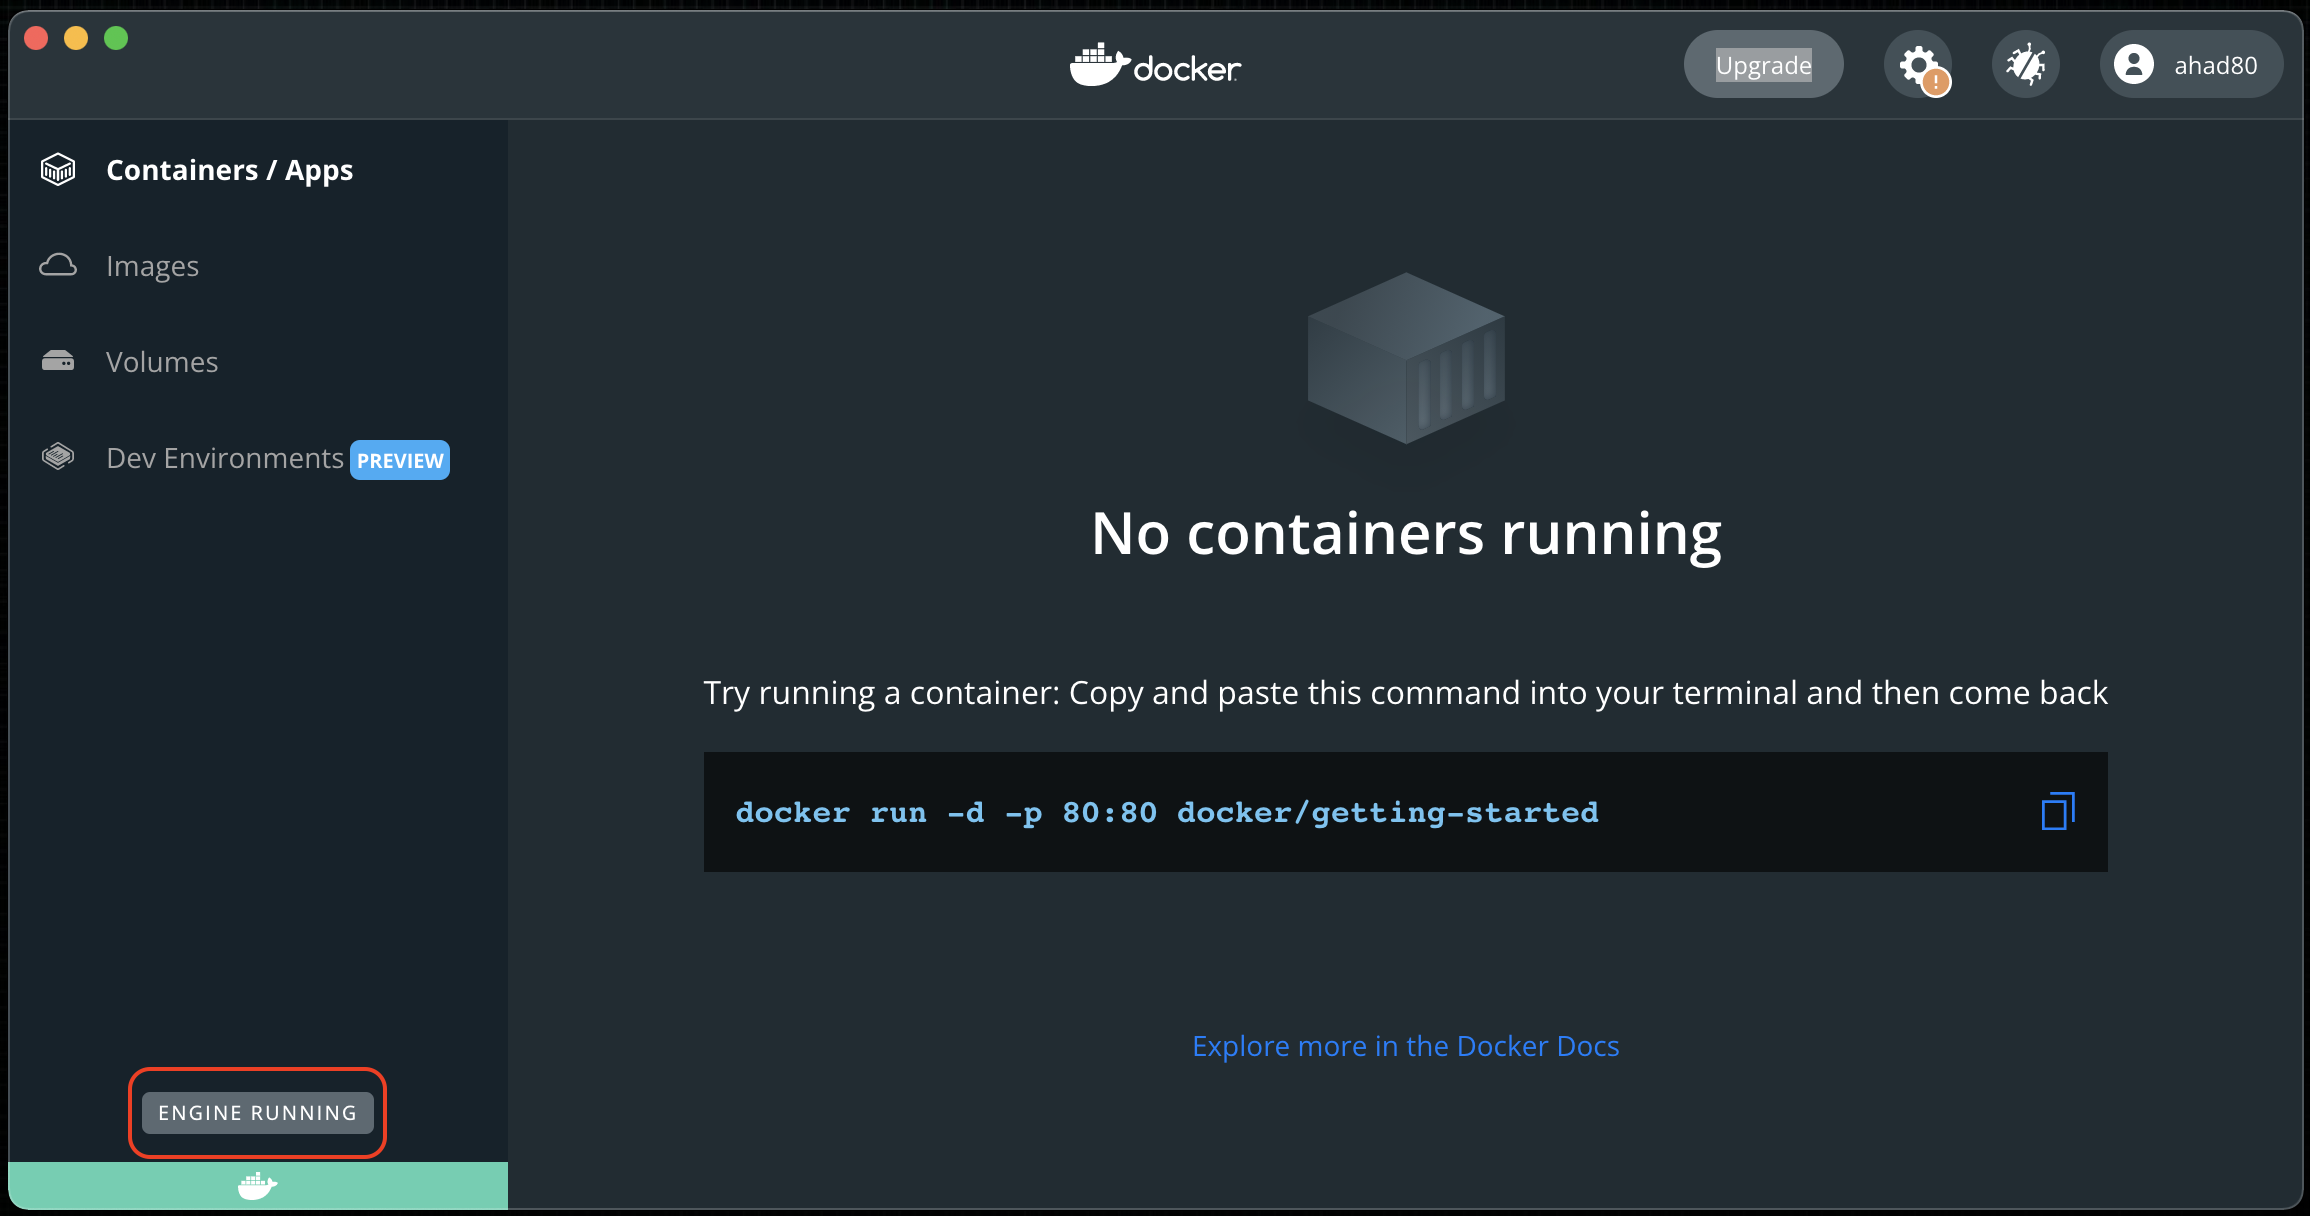 docker
Upgrade
!
ahad80
Containers / Apps
Images
Volumes
Dev Environments PREVIEW
No containers running
Try running a container: Copy and paste this command into your terminal and then come back
docker run -d -p 80:80 docker/getting-started
Explore more in the Docker Docs
ENGINE RUNNING